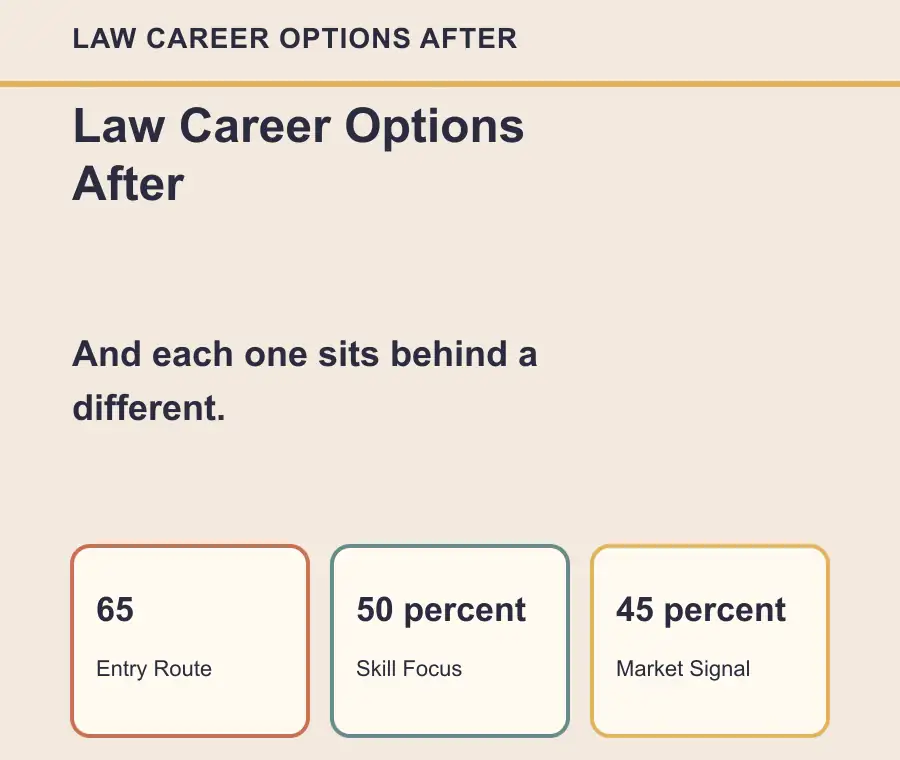 LAW CAREER OPTIONS AFTER
Law Career Options
After
And each one sits behind a
different.
65
Entry Route
50 percent
Skill Focus
45 percent
Market Signal